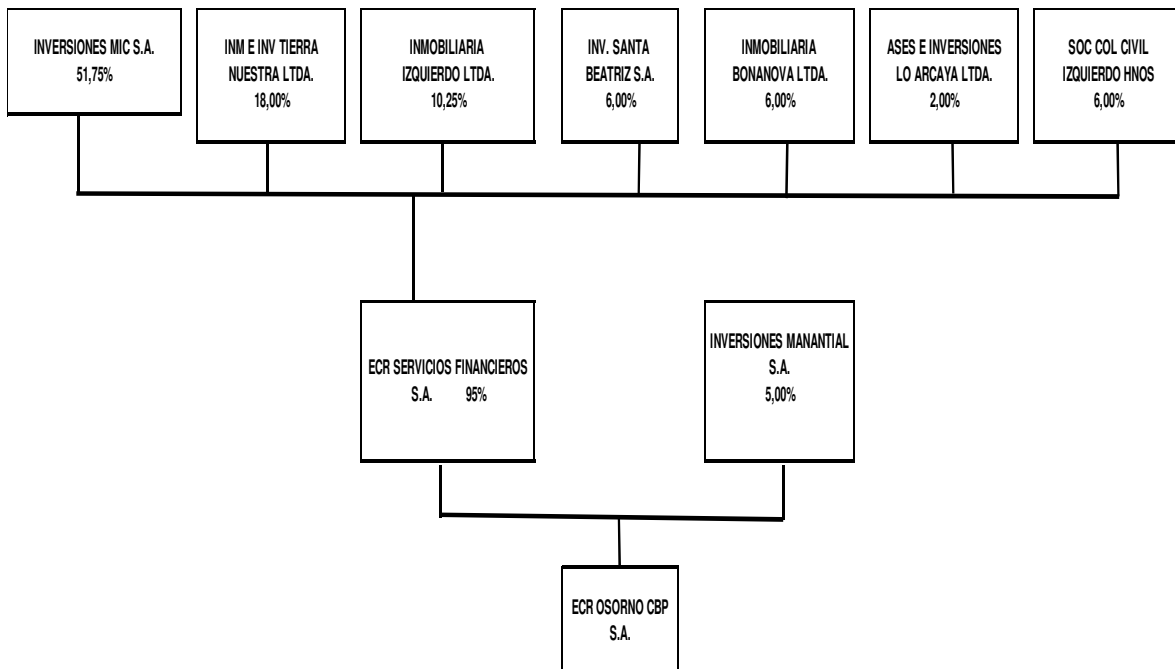 INVERSIONES MIC S.A.
51,75%
INM E INV TIERRA
NUESTRA LTDA.
18,00%
INMOBILIARIA
IZQUIERDO LTDA.
10,25%
INV. SANTA
BEATRIZ S.A.
6,00%
INMOBILIARIA
BONANOVA LTDA.
6,00%
ASES E INVERSIONES
LO ARCAYA LTDA.
2,00%
SOC COL CIVIL
IZQUIERDO HNOS
6,00%
ECR SERVICIOS FINANCIEROS
S.A. 95%
INVERSIONES MANANTIAL
S.A.
5,00%
ECR OSORNO CBP
S.A.